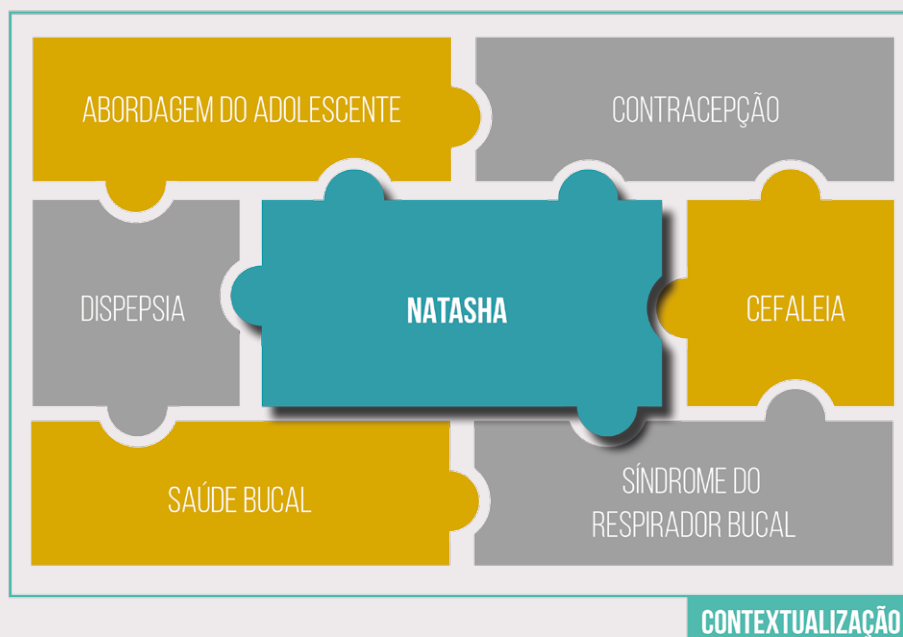 ABORDAGEM DO ADOLESCENTE
CONTRACEPÇÃO
DISPEPSIA
NATASHA
CEFALEIA
SAÚDE BUCAL
SÍNDROME DO
RESPIRADOR BUCAL
CONTEXTUALIZAÇÃO